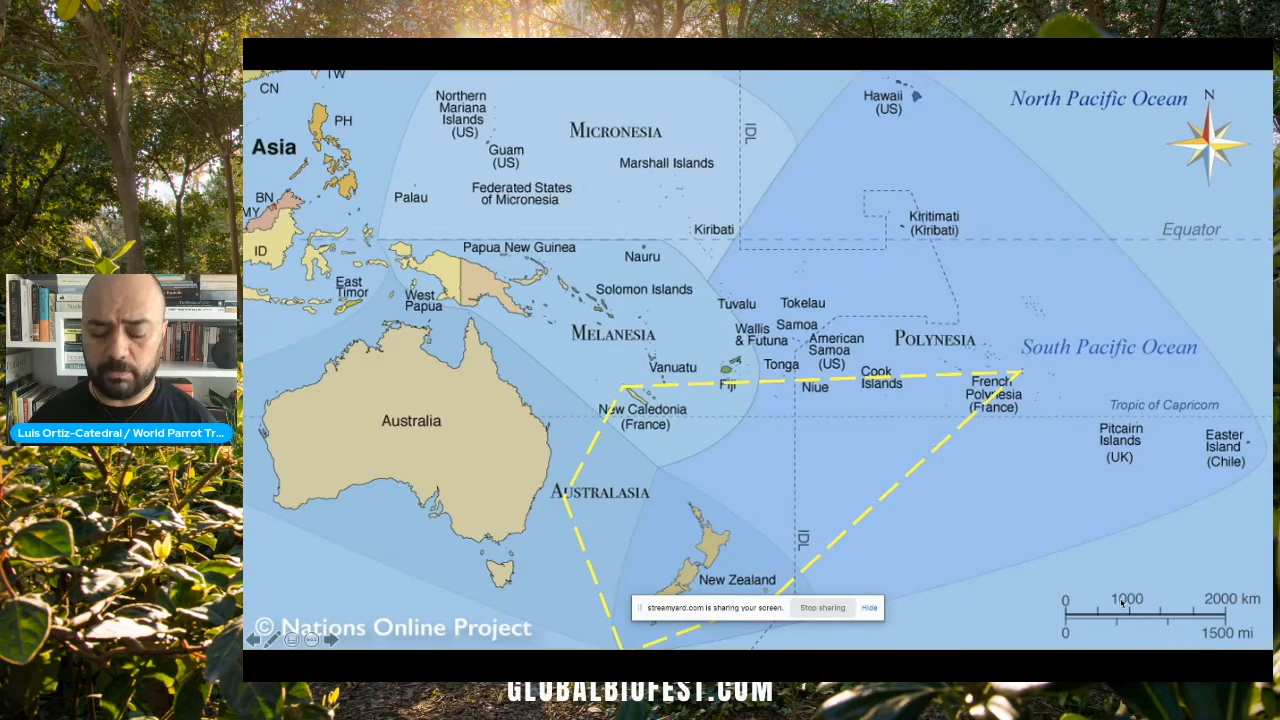 TW
CN
PH
Asia
BN
MY
ID
East
Timor
West
Papua
Palau
Northern
Mariana
Islands
(US)
Guam
(US)
MICRONESIA
Marshall Islands
Federated States
of Micronesia
Kiribati
IDL
Hawaii
(US)
North Pacific Ocean
N
Kiritimati
(Kiribati)
Equator
Papua New Guinea
Nauru
Solomon Islands
MELANESIA
Vanuatu
Fiji
New Caledonia
(France)
Tuvalu
Tokelau
Wallis
& Futuna
Samoa
American
Samoa
(US)
Tonga
Niue
Cook
Islands
POLYNESIA
South Pacific Ocean
French
Polynesia
(France)
Tropic of Capricorn
Pitcairn
Islands
(UK)
Easter
Island
(Chile)
Australia
AUSTRALASIA
New Zealand
IDL
0 1000 2000 km
0 1500 mi
© Nations Online Project
streamyard.com is sharing your screen. Stop sharing Hide
Luis Ortiz-Catedral / World Parrot Tr...
GLOBALBIOFEST.COM